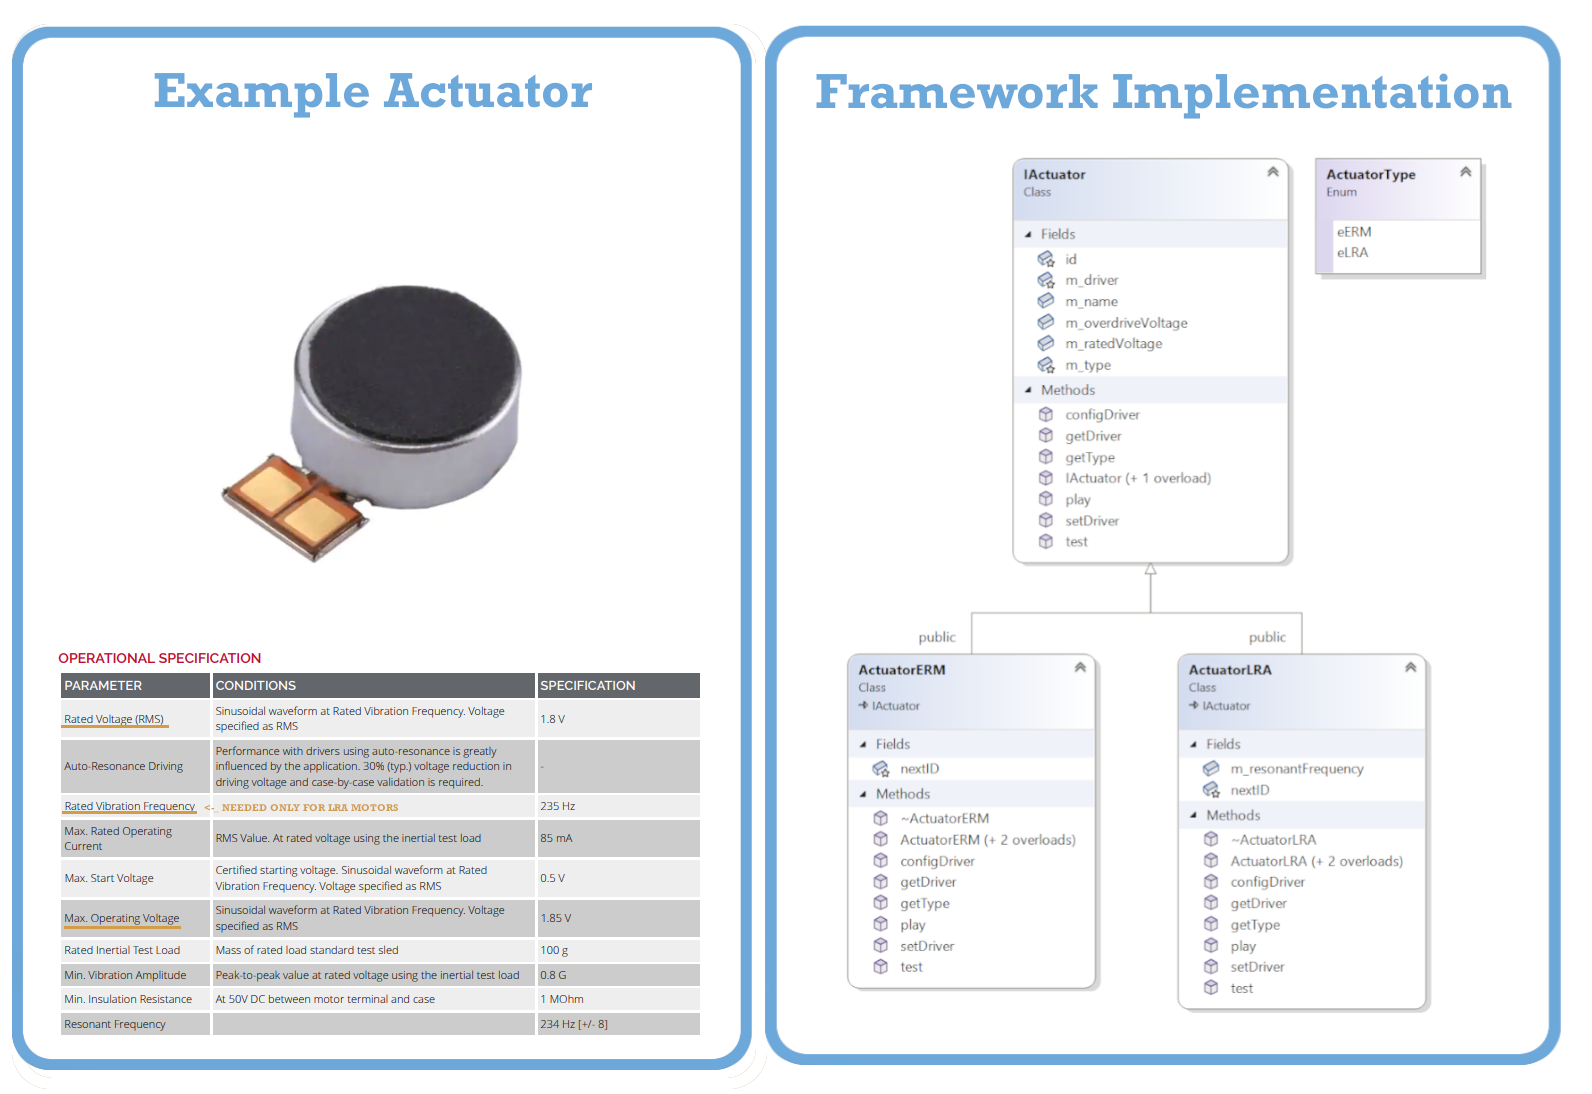 Example Actuator
OPERATIONAL SPECIFICATION
PARAMETER CONDITIONS SPECIFICATION
Rated Voltage (RMS) Sinusoidal waveform at Rated Vibration Frequency. Voltage
specified as RMS 1.8 V
Auto-Resonance Driving Performance with drivers using auto-resonance is greatly
influenced by the application. 30% (typ.) voltage reduction in
driving voltage and case-by-case validation is required. -
Rated Vibration Frequency <-- NEEDED ONLY FOR LRA MOTORS 235 Hz
Max. Rated Operating
Current RMS Value. At rated voltage using the inertial test load 85 mA
Max. Start Voltage Certified starting voltage. Sinusoidal waveform at Rated
Vibration Frequency. Voltage specified as RMS 0.5 V
Max. Operating Voltage Sinusoidal waveform at Rated Vibration Frequency. Voltage
specified as RMS 1.85 V
Rated Inertial Test Load Mass of rated load standard test sled 100 g
Min. Vibration Amplitude Peak-to-peak value at rated voltage using the inertial test load 0.8 G
Min. Insulation Resistance At 50V DC between motor terminal and case 1 MOhm
Resonant Frequency 234 Hz [+/- 8]
Framework Implementation
IActuator
Class
Fields
id
m_driver
m_name
m_overdriveVoltage
m_ratedVoltage
m_type
Methods
configDriver
getDriver
getType
IActuator (+ 1 overload)
play
setDriver
test
ActuatorType
Enum
eERM
eLRA
public
public
ActuatorERM
Class
IActuator
Fields
nextID
Methods
~ActuatorERM
ActuatorERM (+ 2 overloads)
configDriver
getDriver
getType
play
setDriver
test
ActuatorLRA
Class
IActuator
Fields
m_resonantFrequency
nextID
Methods
~ActuatorLRA
ActuatorLRA (+ 2 overloads)
configDriver
getDriver
getType
play
setDriver
test